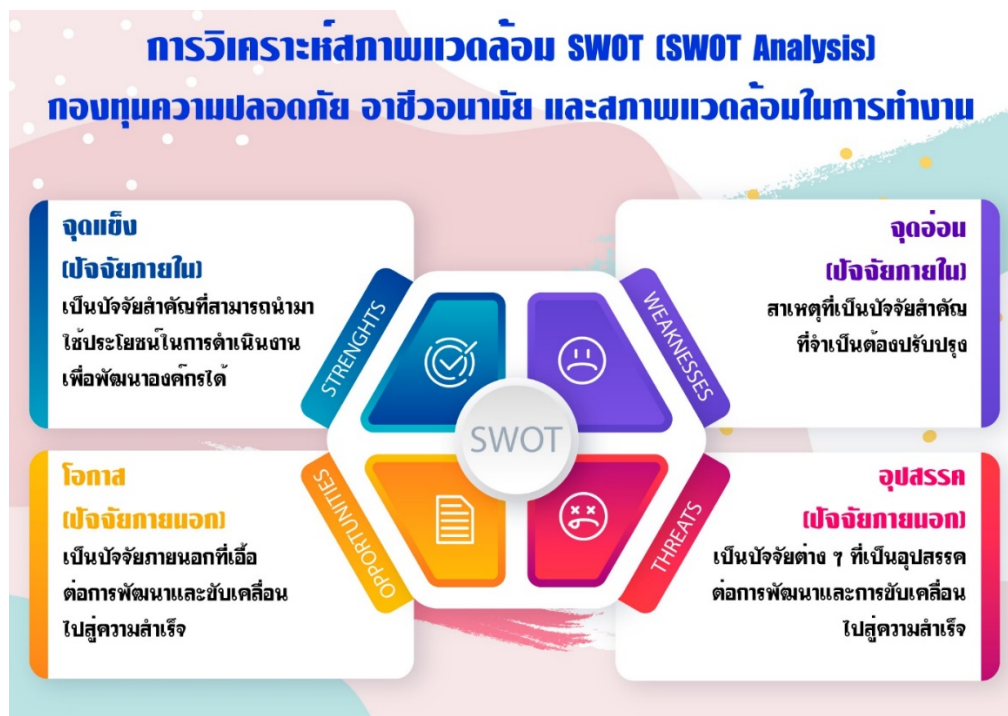 การวิเคราะห์สภาพแวดล้อม SWOT (SWOT Analysis)
กองทุนความปลอดภัย อาชีวอนามัย และสภาพแวดล้อมในการทำงาน
จุดแข็ง
(ปัจจัยภายใน)
เป็นปัจจัยสำคัญที่สามารถนำมา
ใช้ประโยชน์ในการดำเนินงาน
เพื่อพัฒนาองค์กรได้
จุดอ่อน
(ปัจจัยภายใน)
สาเหตุที่เป็นปัจจัยสำคัญ
ที่จำเป็นต้องปรับปรุง
STRENGHTS
WEAKNESSES
SWOT
OPPORTUNITIES
THREATS
โอกาส
(ปัจจัยภายนอก)
เป็นปัจจัยภายนอกที่เอื้อ
ต่อการพัฒนาและขับเคลื่อน
ไปสู่ความสำเร็จ
อุปสรรค
(ปัจจัยภายนอก)
เป็นปัจจัยต่าง ๆ ที่เป็นอุปสรรค
ต่อการพัฒนาและการขับเคลื่อน
ไปสู่ความสำเร็จ